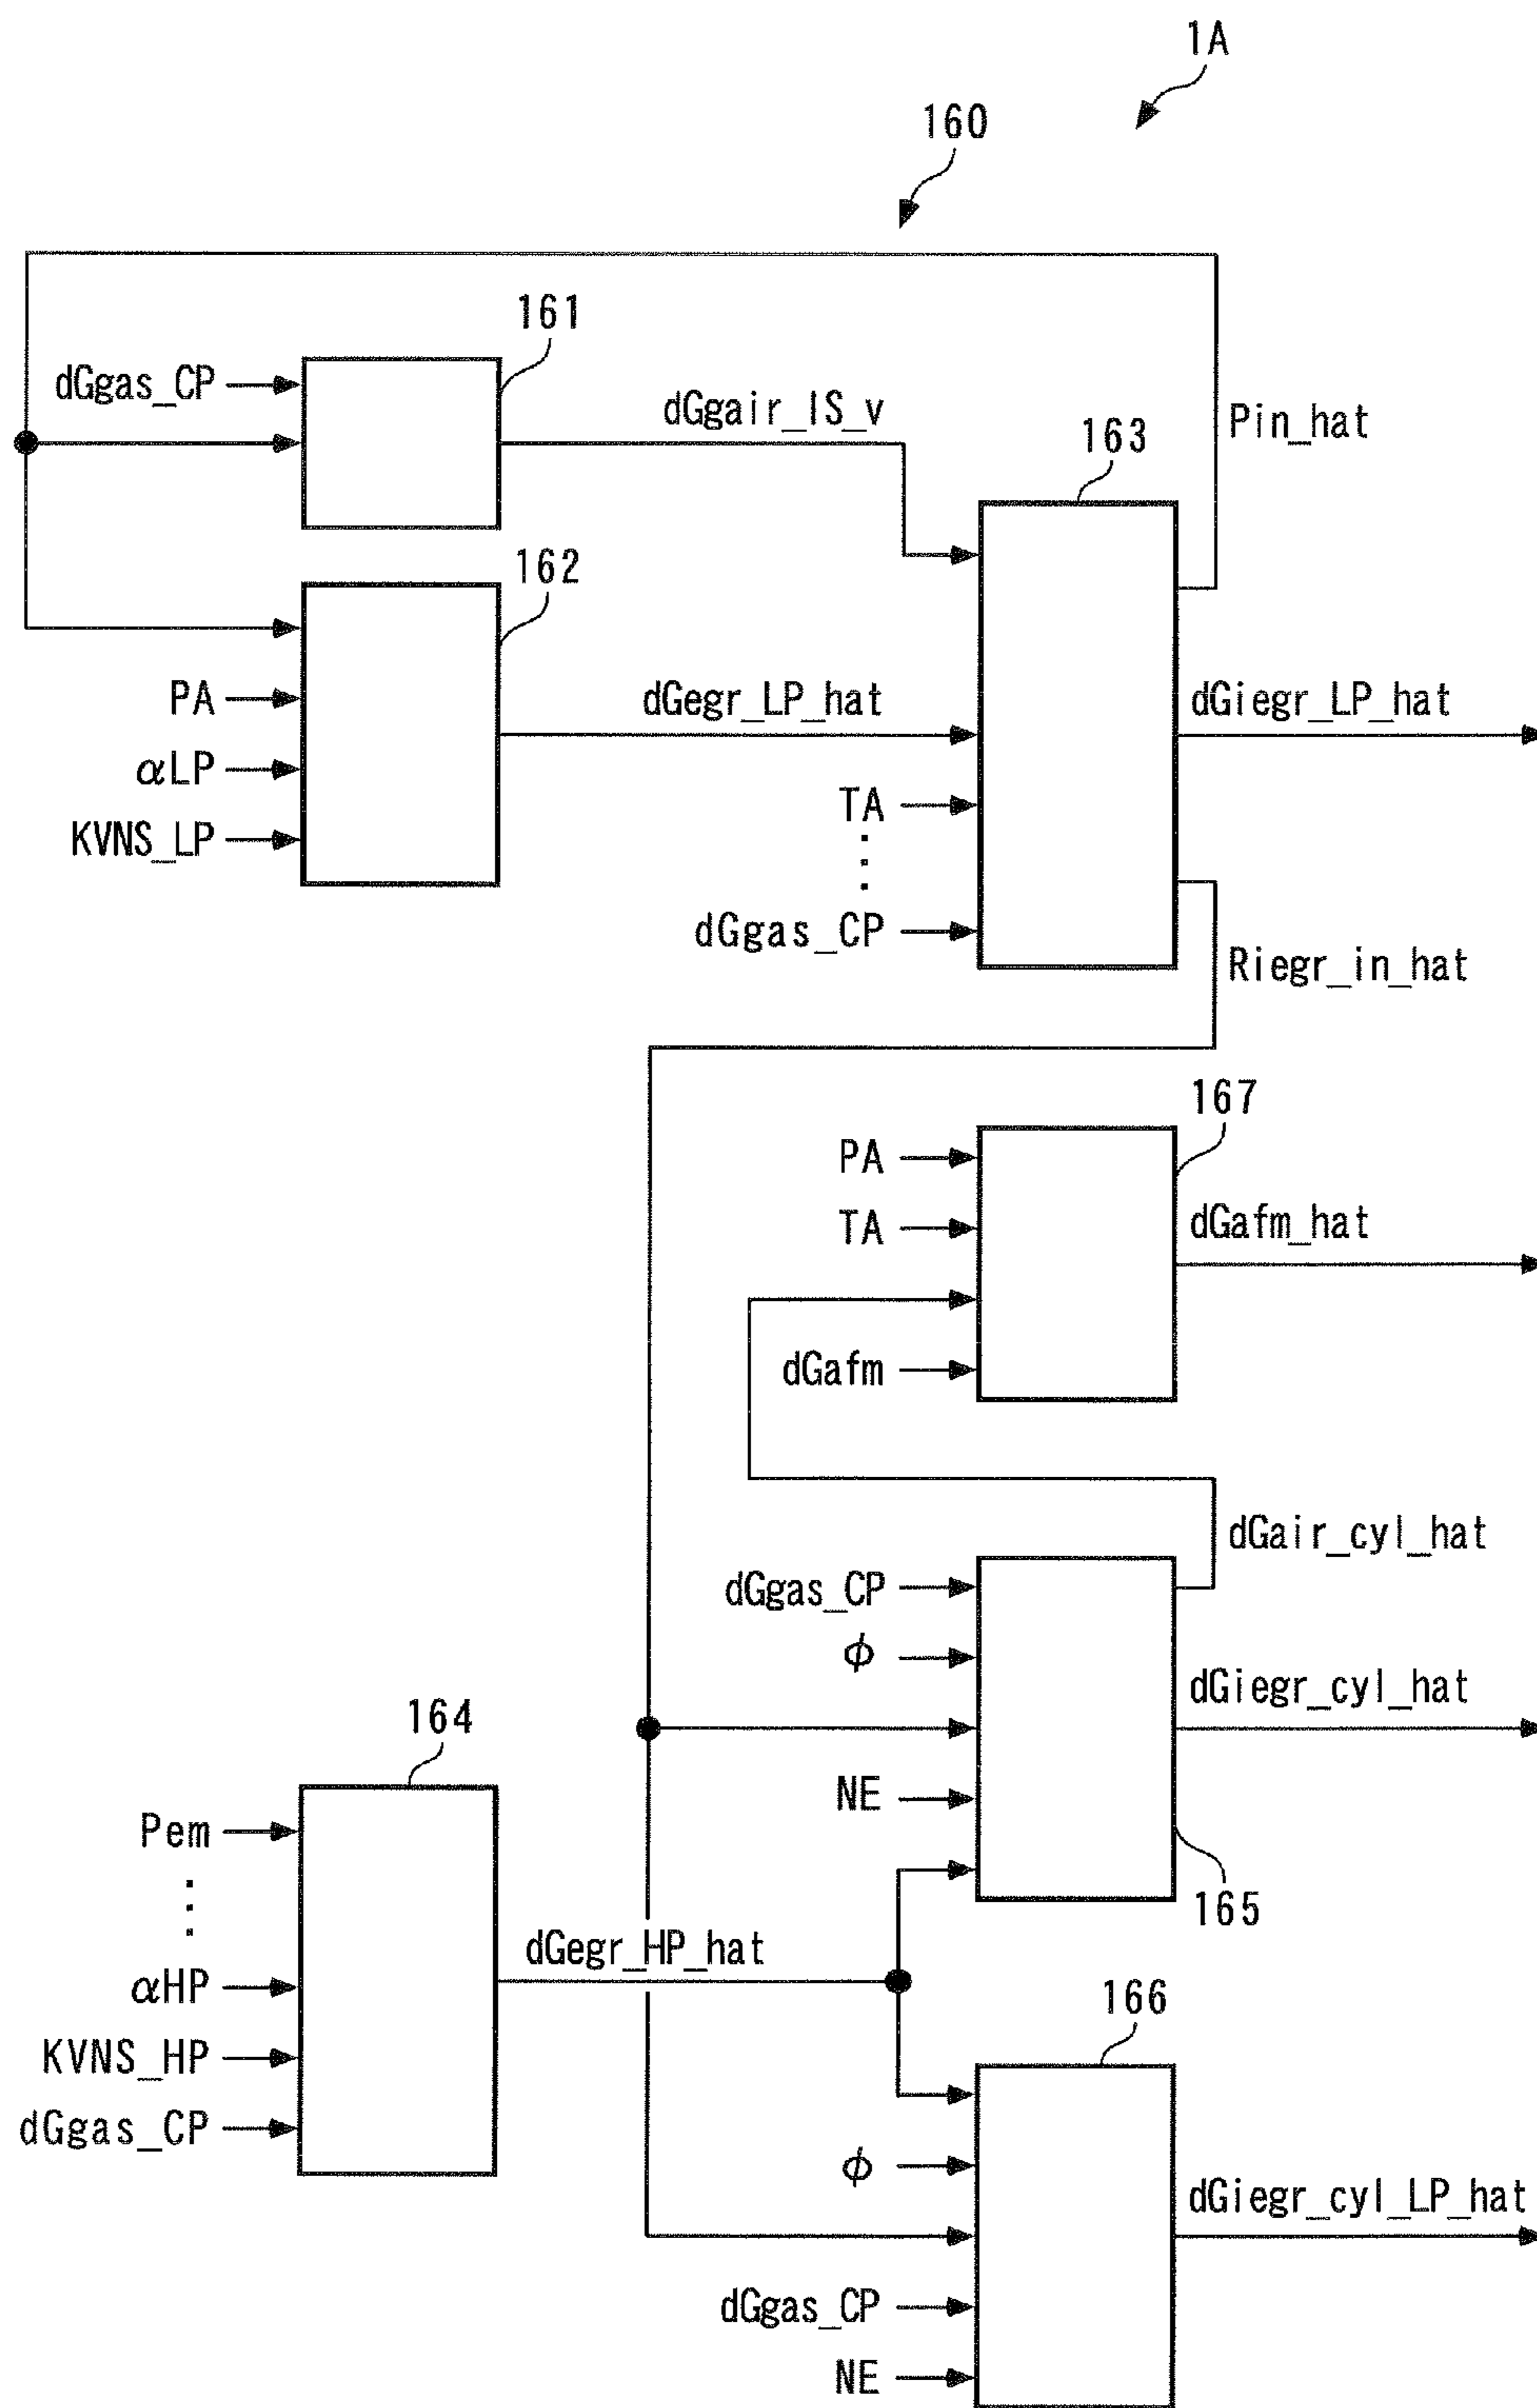 1A
160
161
dGgas_CP
dGgair_IS_v
Pin_hat
163
162
PA
dGegr_LP_hat
dGiegr_LP_hat
αLP
TA
KVNS_LP
dGgas_CP
Riegr_in_hat
167
PA
TA
dGafm_hat
dGafm
dGair_cyl_hat
dGgas_CP
ϕ
dGiegr_cyl_hat
164
NE
Pem
165
dGegr_HP_hat
αHP
166
KVNS_HP
dGgas_CP
ϕ
dGiegr_cyl_LP_hat
dGgas_CP
NE